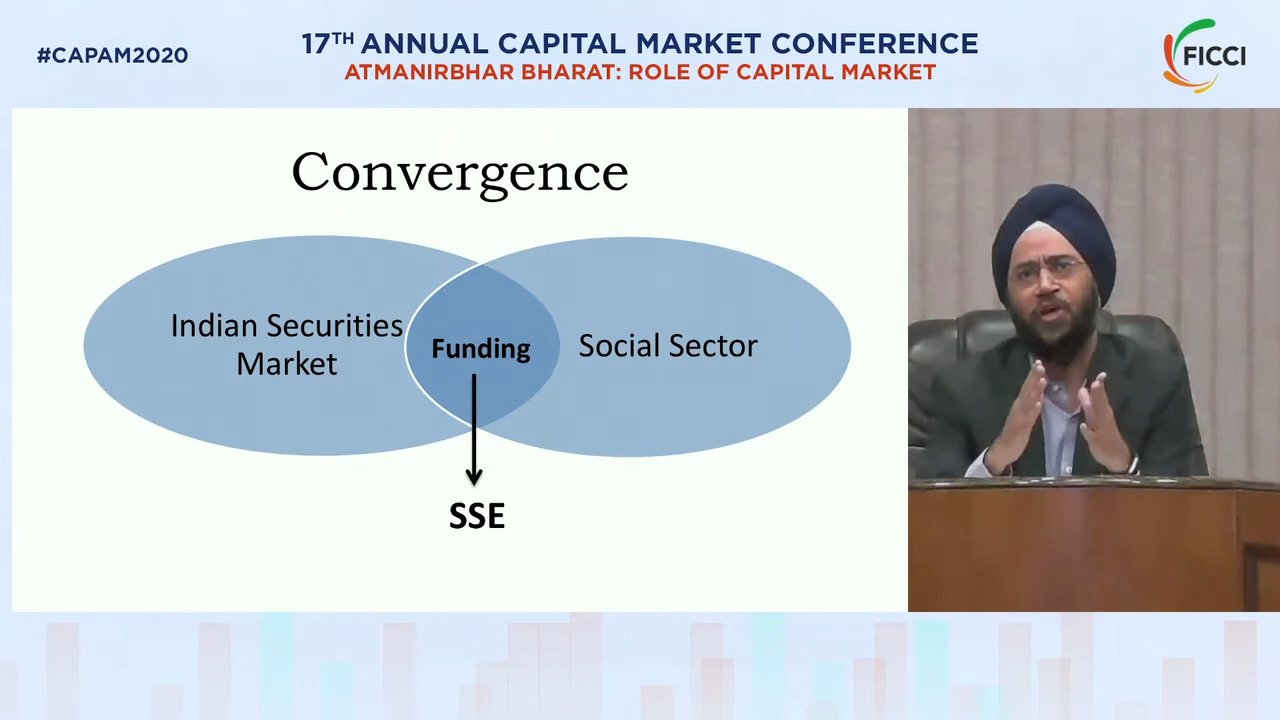 #CAPAM2020
17TH ANNUAL CAPITAL MARKET CONFERENCE
ATMANIRBHAR BHARAT: ROLE OF CAPITAL MARKET
FICCI
Convergence
Indian Securities
Market
Funding
Social Sector
SSE